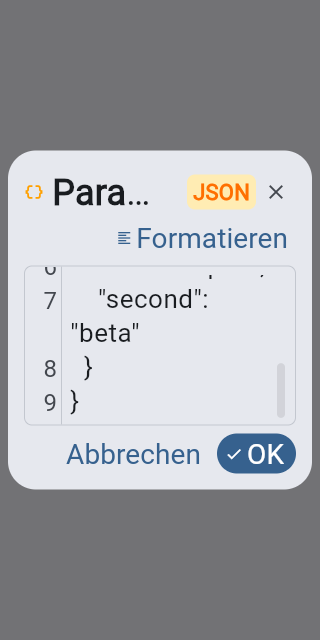 {} Para...
JSON
Formatieren
7 "second":
"beta"
8 }
9 }
Abbrechen
OK